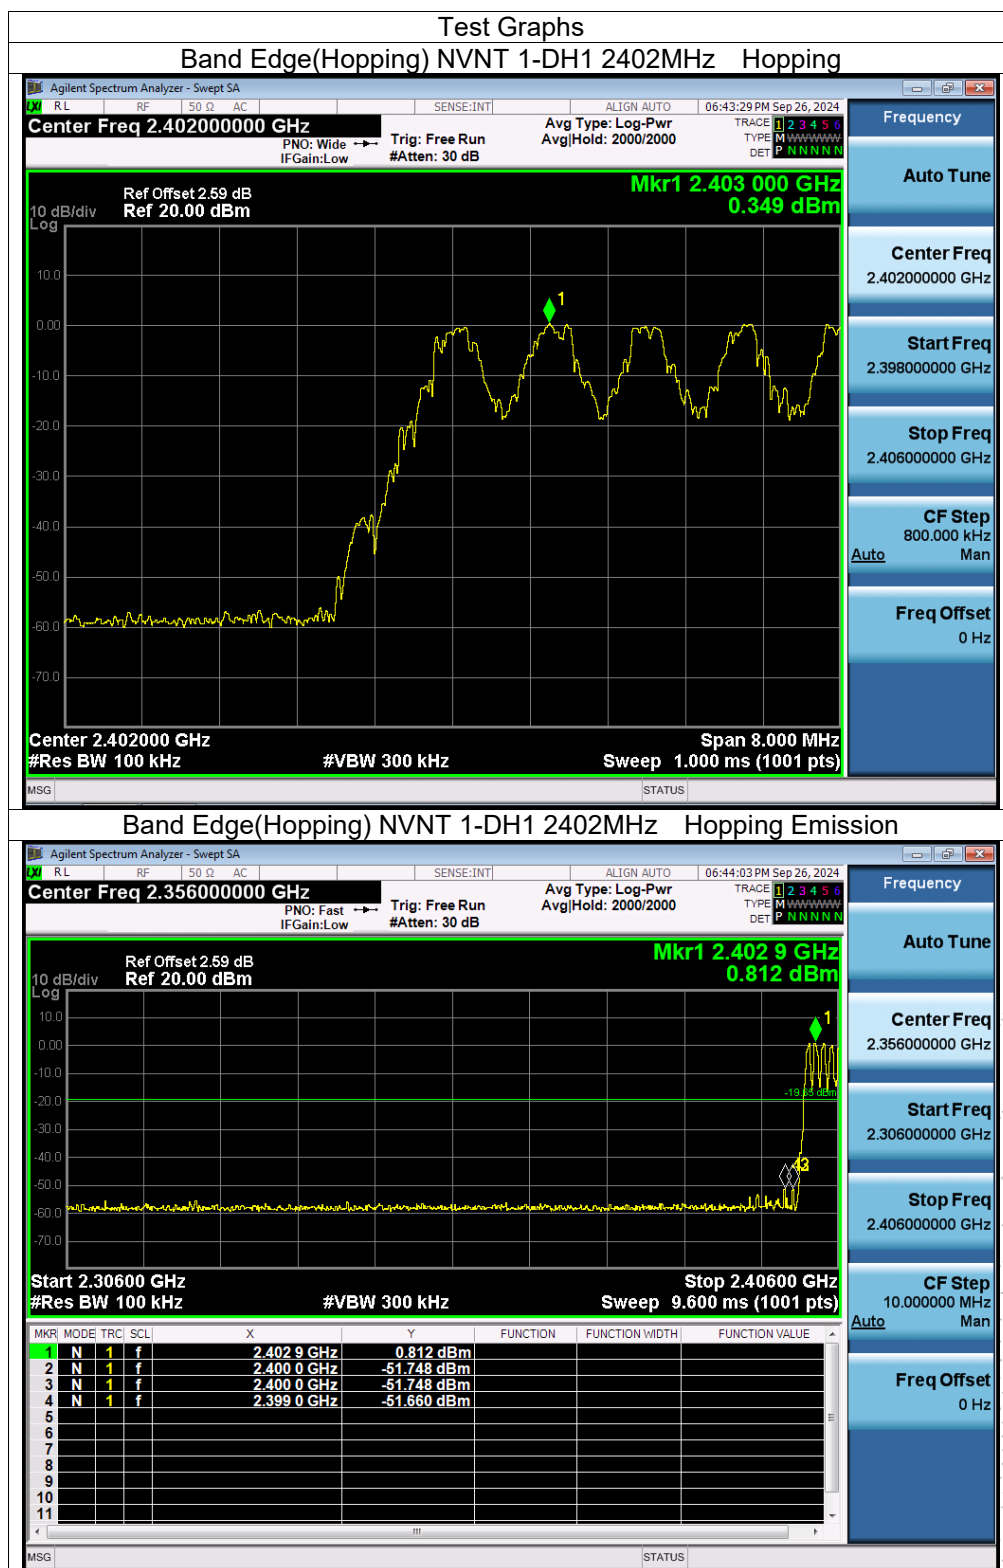 Test Graphs
Band Edge(Hopping) NVNT 1-DH1 2402MHz Hopping
Agilent Spectrum Analyzer - Swept SA
LXI RL RF 50 Ω AC SENSE:INT ALIGN AUTO 06:43:29 PM Sep 26, 2024
Center Freq 2.402000000 GHz
PNO: Wide
IFGain:Low
Trig: Free Run
#Atten: 30 dB
Avg Type: Log-Pwr
Avg|Hold: 2000/2000
TRACE 1 2 3 4 5 6
TYPE M W W W W W
DET P N N N N N
Frequency
Auto Tune
Center Freq
2.402000000 GHz
Start Freq
2.398000000 GHz
Stop Freq
2.406000000 GHz
CF Step
800.000 kHz
Auto Man
Freq Offset
0 Hz
Mkr1 2.403 000 GHz
0.349 dBm
Ref Offset 2.59 dB
10 dB/div Ref 20.00 dBm
Log
10.0
1
0.00
-10.0
-20.0
-30.0
-40.0
-50.0
-60.0
-70.0
Center 2.402000 GHz Span 8.000 MHz
#Res BW 100 kHz #VBW 300 kHz Sweep 1.000 ms (1001 pts)
MSG STATUS
Band Edge(Hopping) NVNT 1-DH1 2402MHz Hopping Emission
Agilent Spectrum Analyzer - Swept SA
LXI RL RF 50 Ω AC SENSE:INT ALIGN AUTO 06:44:03 PM Sep 26, 2024
Center Freq 2.356000000 GHz
PNO: Fast
IFGain:Low
Trig: Free Run
#Atten: 30 dB
Avg Type: Log-Pwr
Avg|Hold: 2000/2000
TRACE 1 2 3 4 5 6
TYPE M W W W W W
DET P N N N N N
Frequency
Auto Tune
Center Freq
2.356000000 GHz
Start Freq
2.306000000 GHz
Stop Freq
2.406000000 GHz
CF Step
10.000000 MHz
Auto Man
Freq Offset
0 Hz
Mkr1 2.402 9 GHz
0.812 dBm
Ref Offset 2.59 dB
10 dB/div Ref 20.00 dBm
Log
10.0
1
0.00
-10.0
-19.65 dBm
-20.0
-30.0
-40.0
-50.0
-60.0
-70.0
Start 2.30600 GHz Stop 2.40600 GHz
#Res BW 100 kHz #VBW 300 kHz Sweep 9.600 ms (1001 pts)
MKR MODE TRC SCL X Y FUNCTION FUNCTION WIDTH FUNCTION VALUE
1 N 1 f 2.402 9 GHz 0.812 dBm
2 N 1 f 2.400 0 GHz -51.748 dBm
3 N 1 f 2.400 0 GHz -51.748 dBm
4 N 1 f 2.399 0 GHz -51.660 dBm
5
6
7
8
9
10
11
MSG STATUS